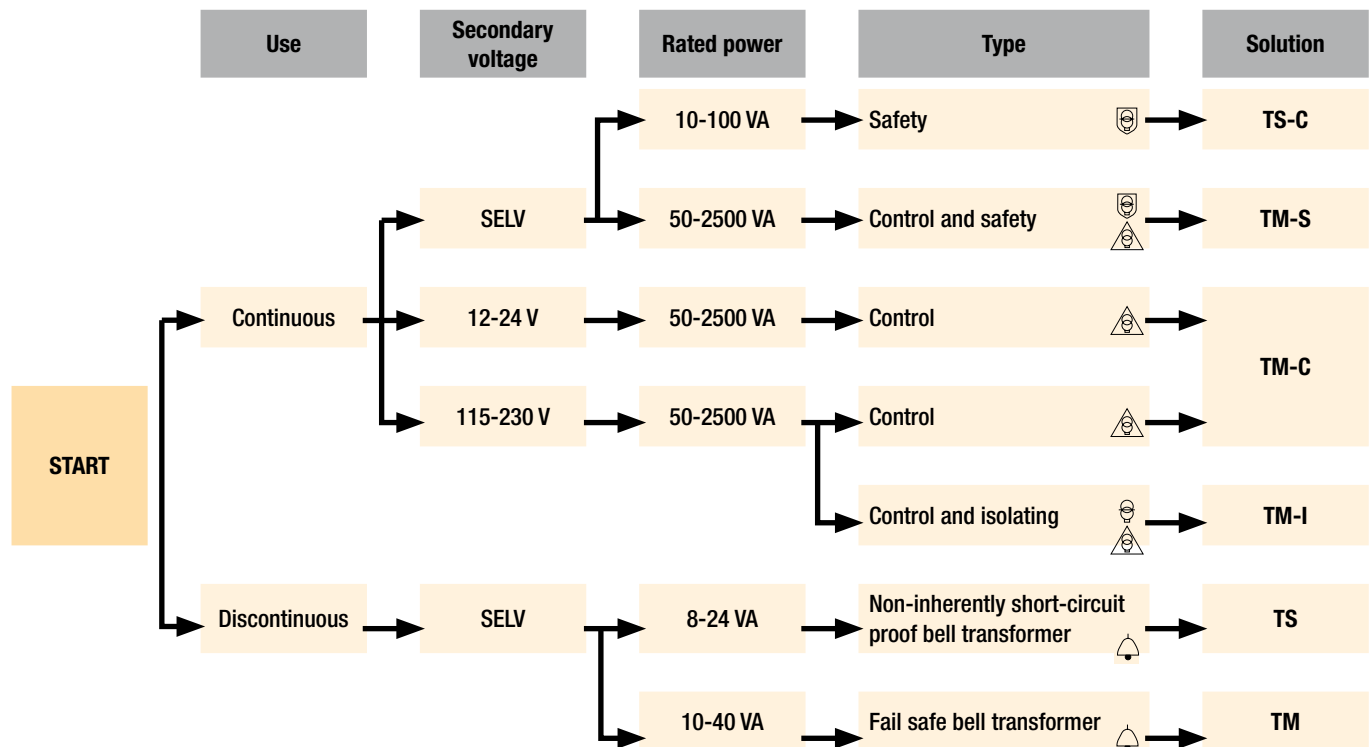 Use
Secondary
voltage
Rated power
Type
Solution
10-100 VA
Safety
TS-C
SELV
50-2500 VA
Control and safety
TM-S
Continuous
12-24 V
50-2500 VA
Control
TM-C
115-230 V
50-2500 VA
Control
START
Control and isolating
TM-I
Discontinuous
SELV
8-24 VA
Non-inherently short-circuit
proof bell transformer
TS
10-40 VA
Fail safe bell transformer
TM